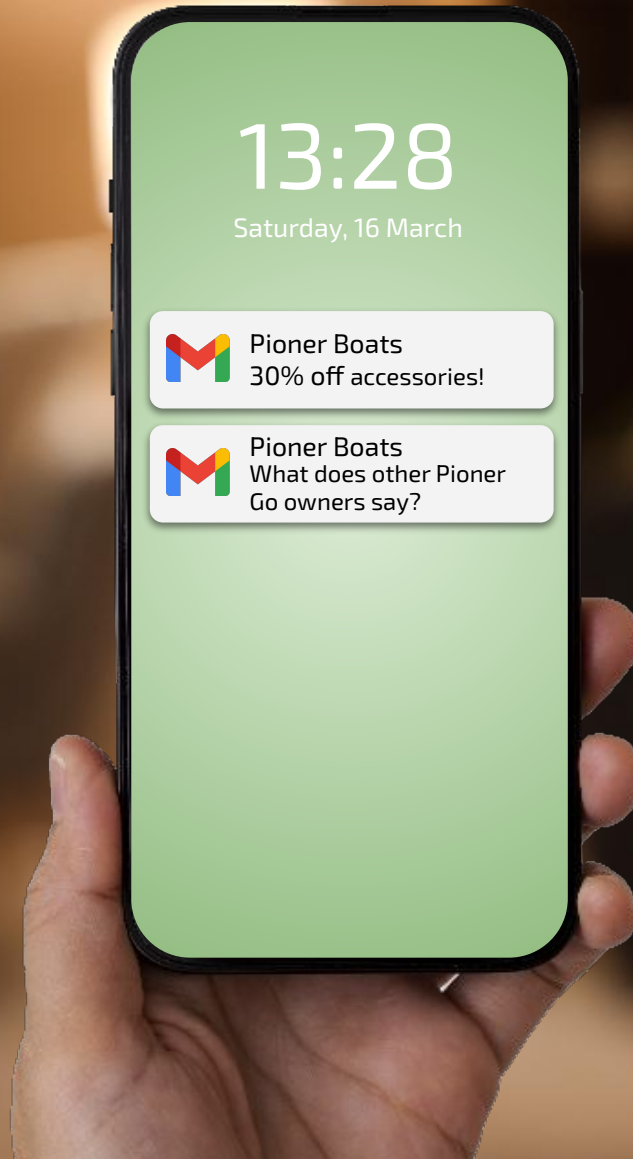 13:28
Saturday, 16 March
Pioner Boats
30% off accessories!
Pioner Boats
What does other Pioner
Go owners say?